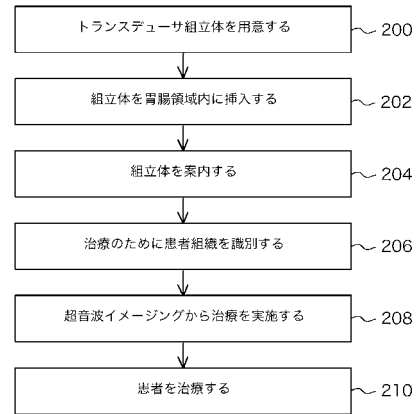 トランスデューサ組立体を用意する 200
組立体を胃腸領域内に挿入する 202
組立体を案内する 204
治療のために患者組織を識別する 206
超音波イメージングから治療を実施する 208
患者を治療する 210